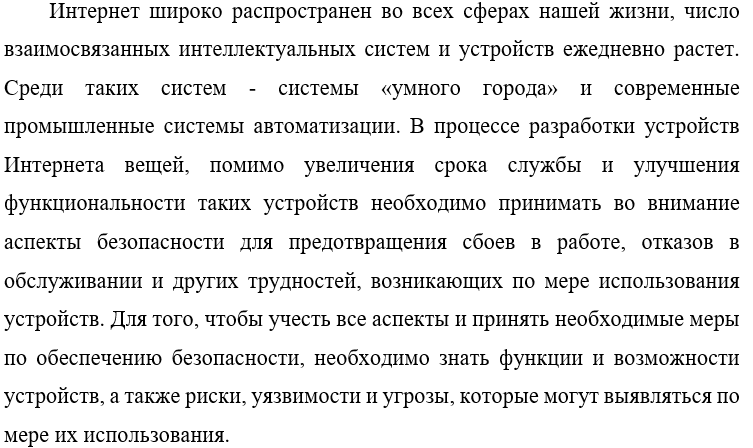 Интернет широко распространен во всех сферах нашей жизни, число
взаимосвязанных интеллектуальных систем и устройств ежедневно растет.
Среди таких систем - системы «умного города» и современные
промышленные системы автоматизации. В процессе разработки устройств
Интернета вещей, помимо увеличения срока службы и улучшения
функциональности таких устройств необходимо принимать во внимание
аспекты безопасности для предотвращения сбоев в работе, отказов в
обслуживании и других трудностей, возникающих по мере использования
устройств. Для того, чтобы учесть все аспекты и принять необходимые меры
по обеспечению безопасности, необходимо знать функции и возможности
устройств, а также риски, уязвимости и угрозы, которые могут выявляться по
мере их использования.